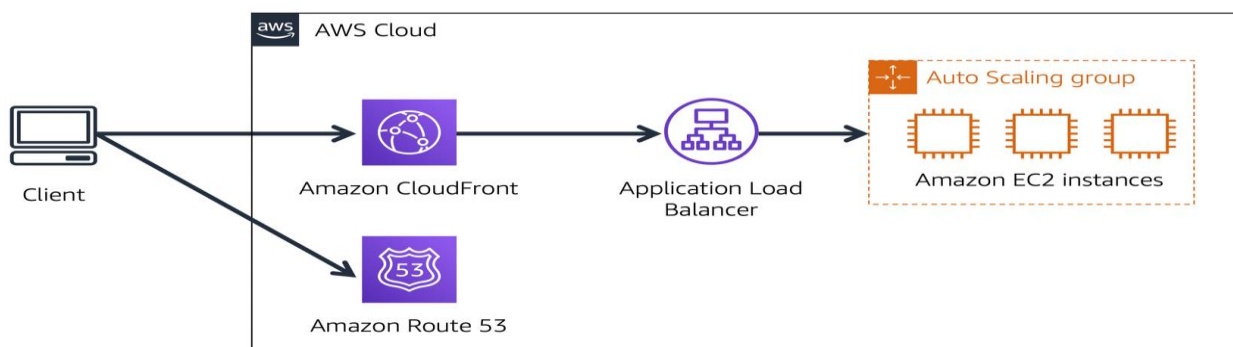 aws
AWS Cloud
Auto Scaling group
Client
Amazon CloudFront
Application Load
Balancer
Amazon EC2 instances
53
Amazon Route 53